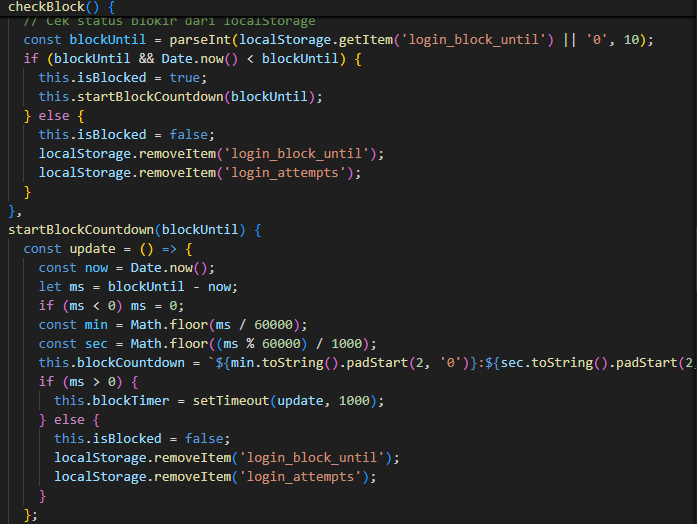 checkBlock() {
// Cek status blokir dari localStorage
const blockUntil = parseInt(localStorage.getItem('login_block_until') || '0', 10);
if (blockUntil && Date.now() < blockUntil) {
this.isBlocked = true;
this.startBlockCountdown(blockUntil);
} else {
this.isBlocked = false;
localStorage.removeItem('login_block_until');
localStorage.removeItem('login_attempts');
}
},
startBlockCountdown(blockUntil) {
const update = () => {
const now = Date.now();
let ms = blockUntil - now;
if (ms < 0) ms = 0;
const min = Math.floor(ms / 60000);
const sec = Math.floor((ms % 60000) / 1000);
this.blockCountdown = `${min.toString().padStart(2, '0')}:${sec.toString().padStart(2,
if (ms > 0) {
this.blockTimer = setTimeout(update, 1000);
} else {
this.isBlocked = false;
localStorage.removeItem('login_block_until');
localStorage.removeItem('login_attempts');
}
};